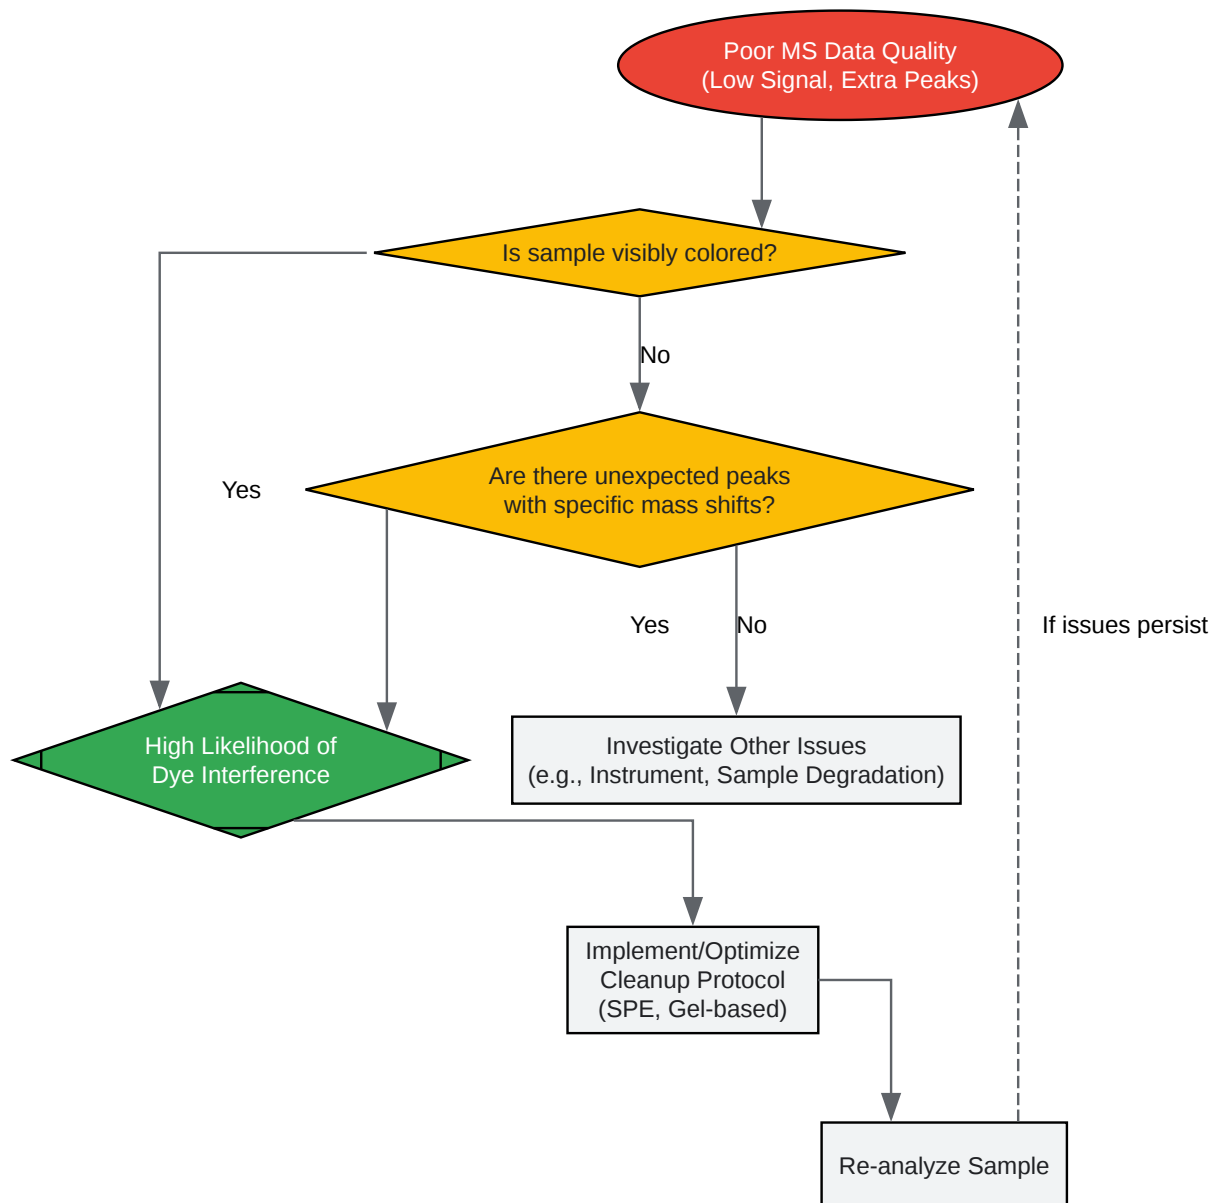 Poor MS Data Quality
(Low Signal, Extra Peaks)
Is sample visibly colored?
No
Are there unexpected peaks
with specific mass shifts?
Yes
Yes
No
If issues persist
High Likelihood of
Dye Interference
Investigate Other Issues
(e.g., Instrument, Sample Degradation)
Implement/Optimize
Cleanup Protocol
(SPE, Gel-based)
Re-analyze Sample